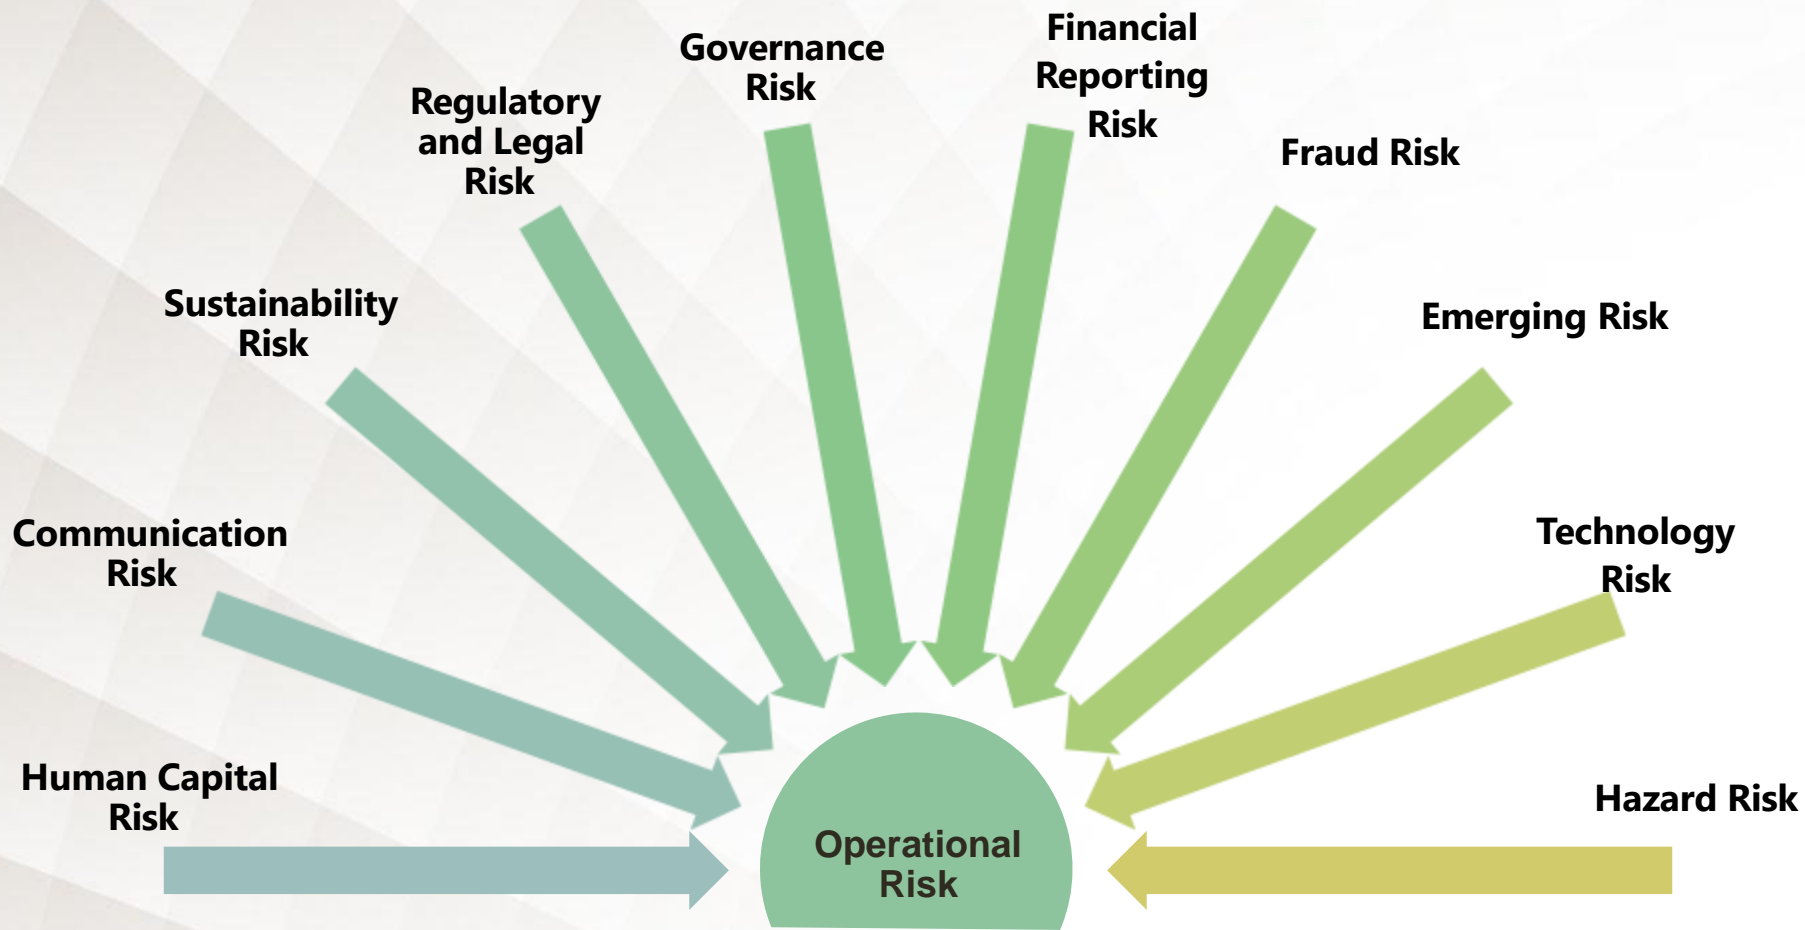 Financial
Reporting
Risk
Governance
Risk
Regulatory
and Legal
Risk
Fraud Risk
Sustainability
Risk
Emerging Risk
Communication
Risk
Technology
Risk
Human Capital
Risk
Hazard Risk
Operational
Risk